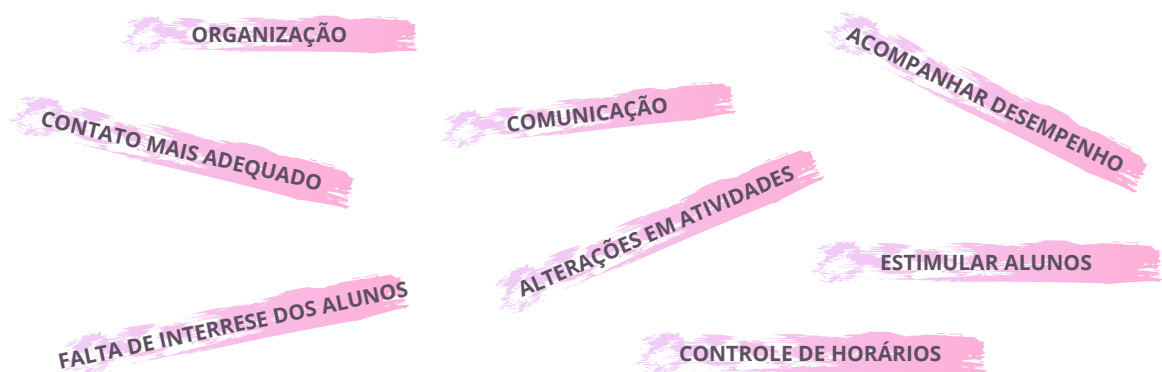 ORGANIZAÇÃO
ACOMPANHAR DESEMPENHO
CONTATO MAIS ADEQUADO
COMUNICAÇÃO
ALTERAÇÕES EM ATIVIDADES
ESTIMULAR ALUNOS
FALTA DE INTERRESE DOS ALUNOS
CONTROLE DE HORÁRIOS